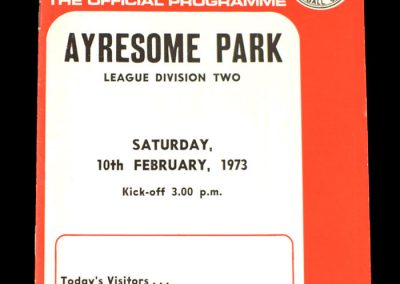 THE OFFICIAL PROGRAMME
AYRESOME PARK
LEAGUE DIVISION TWO
SATURDAY,
10th FEBRUARY, 1973
Kick-off 3.00 p.m.
Today's Visitors . . .